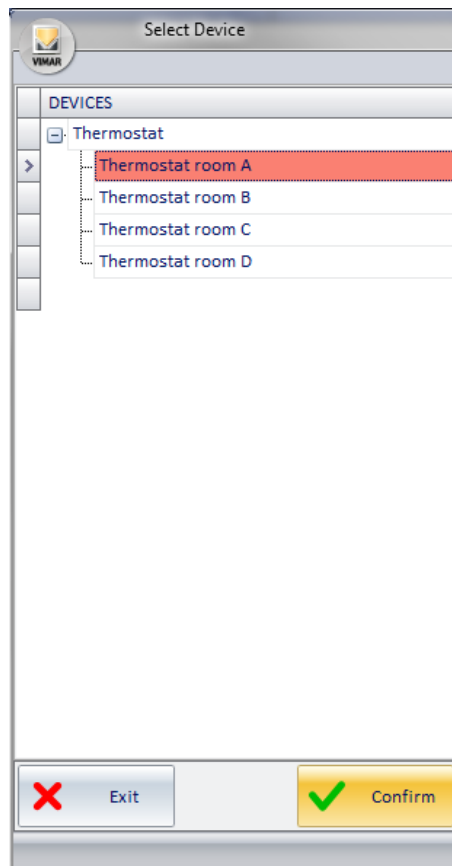 Select Device
VIMAR
DEVICES
Thermostat
Thermostat room A
Thermostat room B
Thermostat room C
Thermostat room D
Exit
Confirm